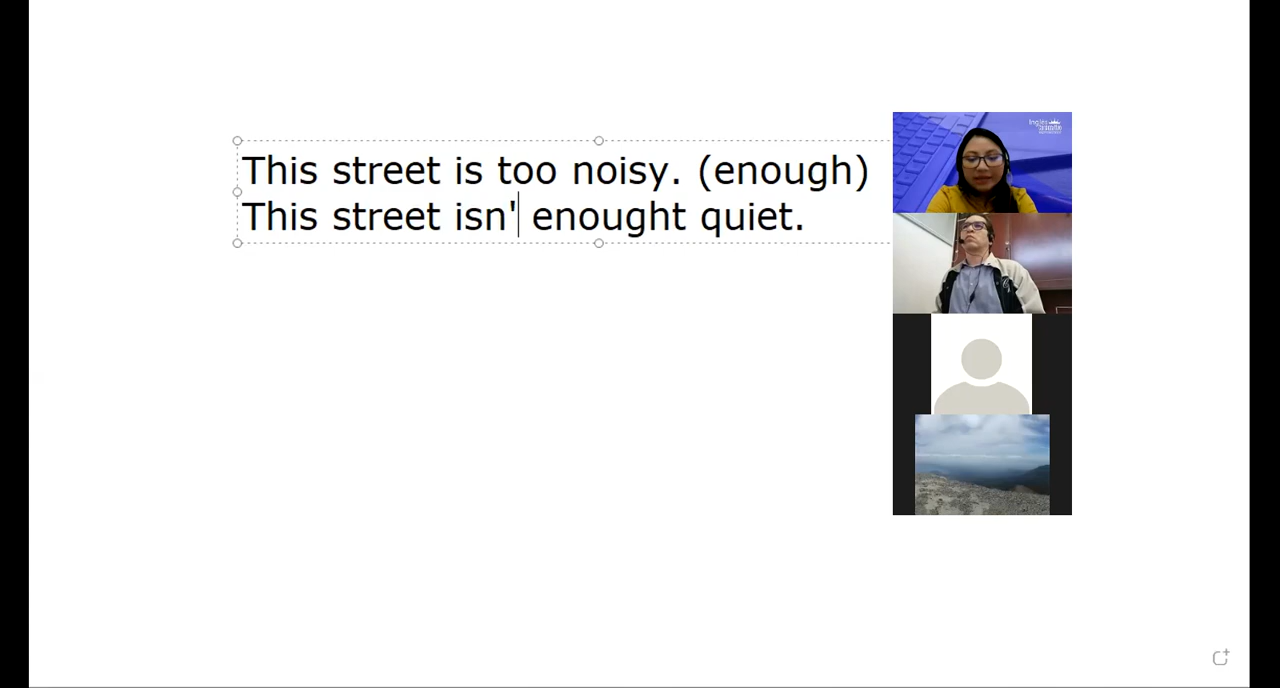 This street is too noisy. (enough)
This street isn' enought quiet.